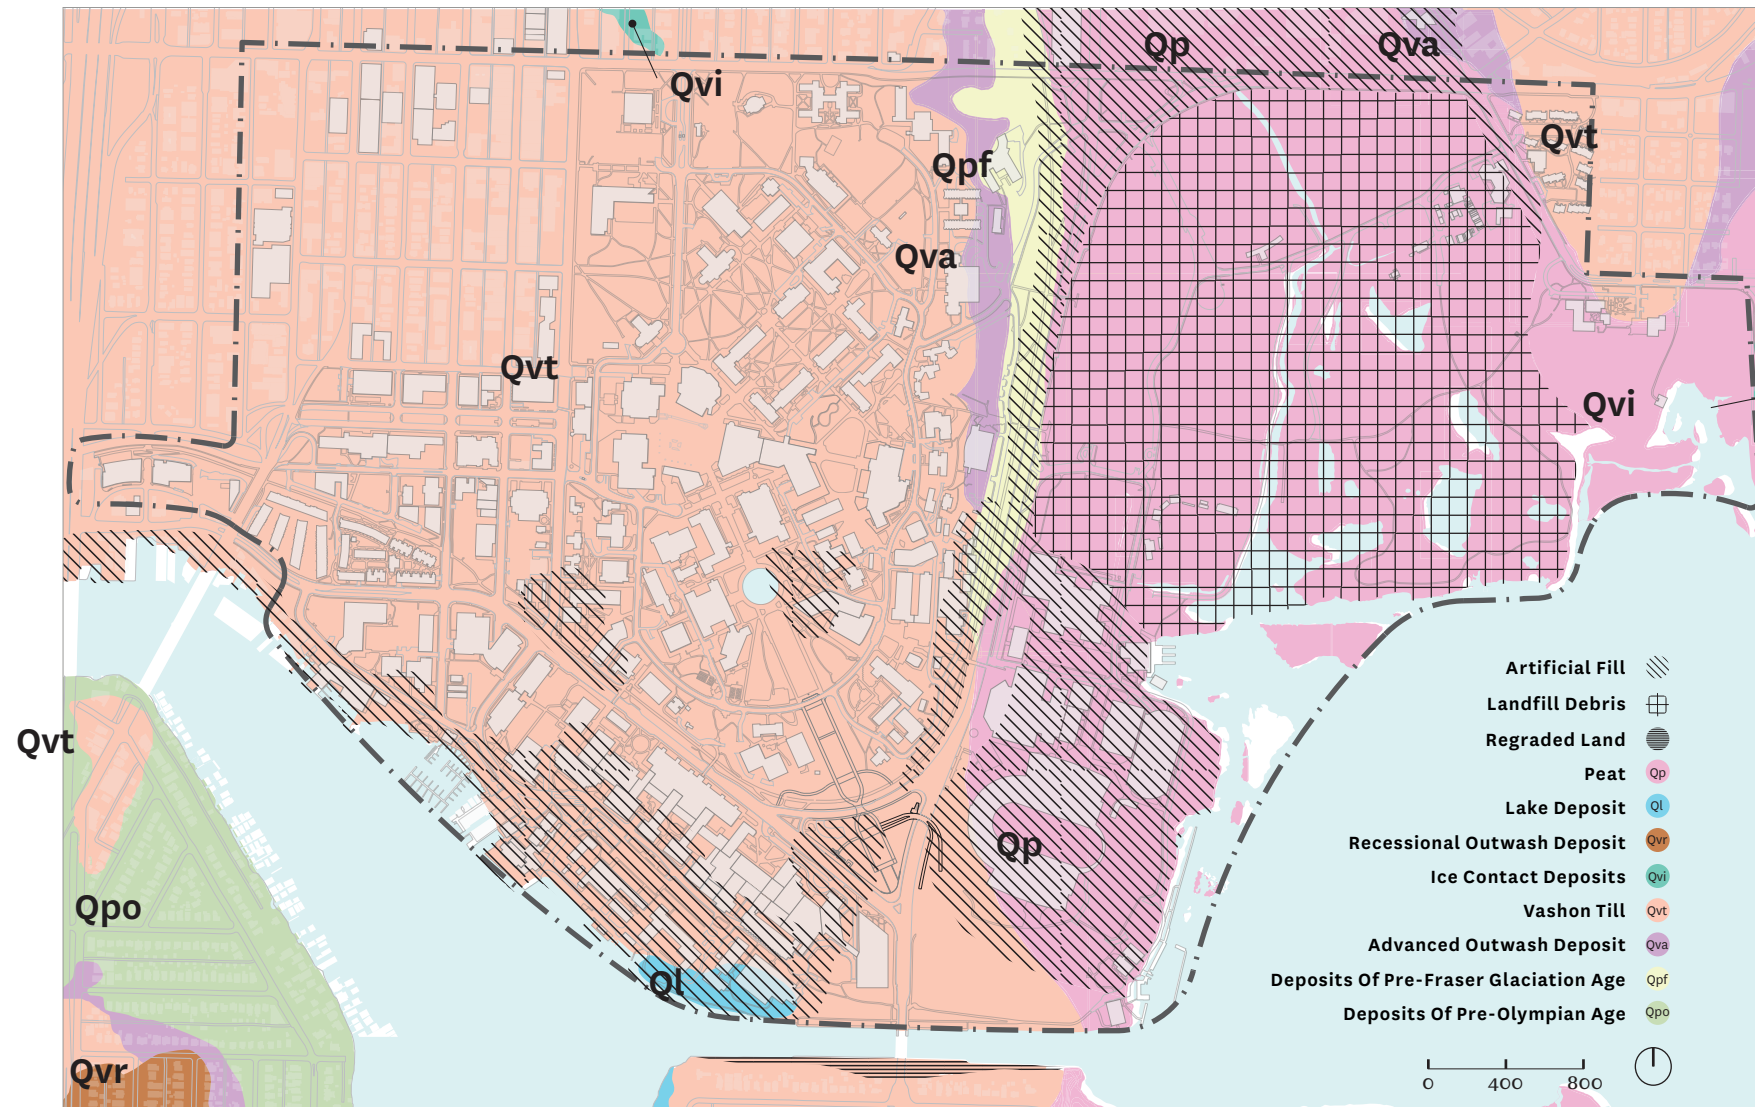 Qp
Qva
Qvi
Qvt
Qpf
Qva
Qvt
Qvi
Artificial Fill
Landfill Debris
Regraded Land
Peat Qp
Lake Deposit Ql
Recessional Outwash Deposit Qvr
Ice Contact Deposits Qvi
Vashon Till Qvt
Advanced Outwash Deposit Qva
Deposits Of Pre-Fraser Glaciation Age Qpf
Deposits Of Pre-Olympian Age Qpo
Qvt
Qp
Qpo
Ql
Qvr
0 400 800